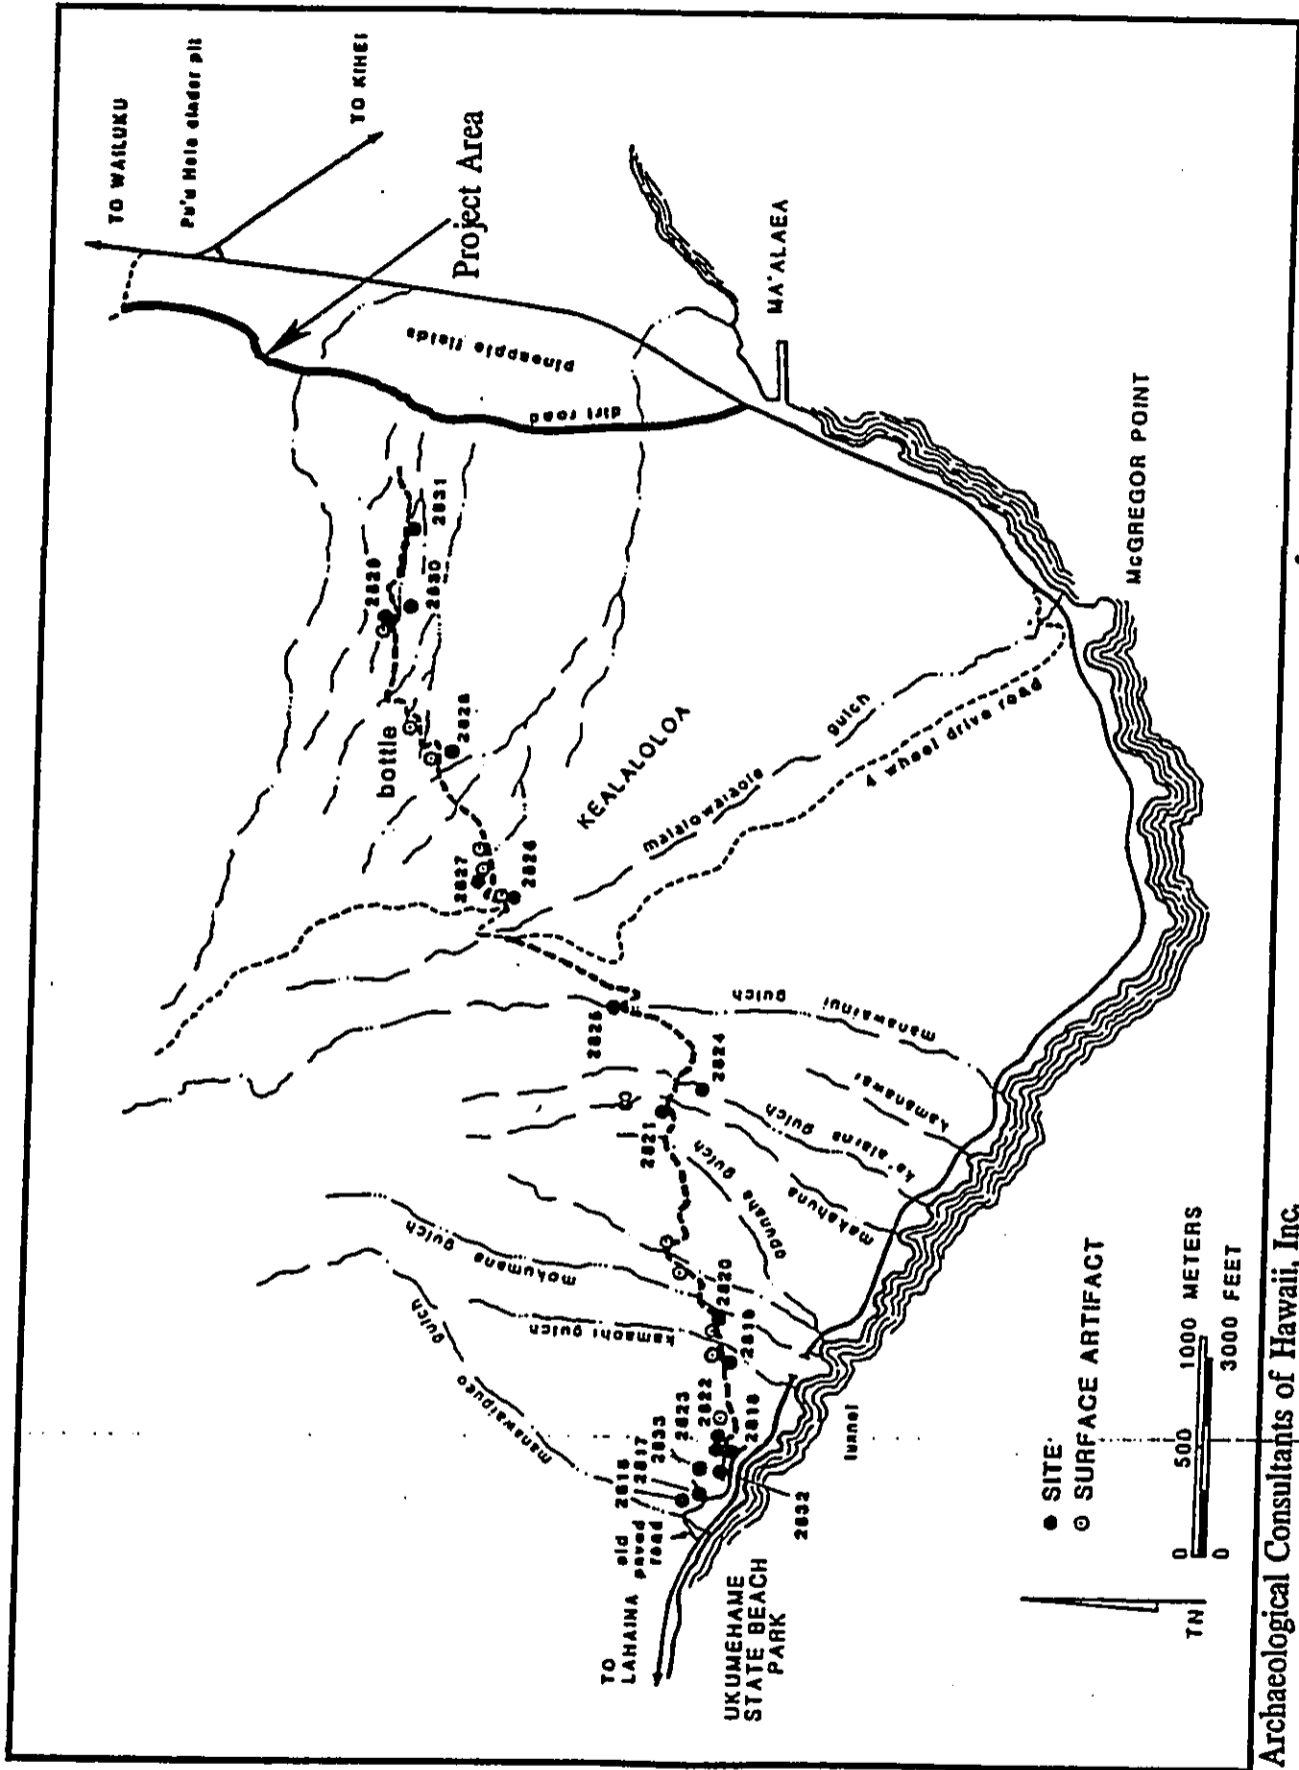 TO WAILUKU
Pu'u Hele cinder pit
TO KIHEI
Project Area
pineapple fields
dirt road
MA'ALAEA
McGREGOR POINT
2831
2829
2830
bottle
2828
KEALALOLOA
2827
2826
malalowaiaole gulch
4 wheel drive road
2825
manawainui gulch
2824
kamanawai
2821
ka'alaina gulch
makahuna gulch
opunaha
mokumana gulch
kamaohi gulch
manawaipueo gulch
2820
2819
2822
2823
2833
2817
2818
old
paved
road
2832
tunnel
TO
LAHAINA
UKUMEHAME
STATE BEACH
PARK
SITE
SURFACE ARTIFACT
0 500 1000 METERS
0 3000 FEET
TN
Archaeological Consultants of Hawaii, Inc.